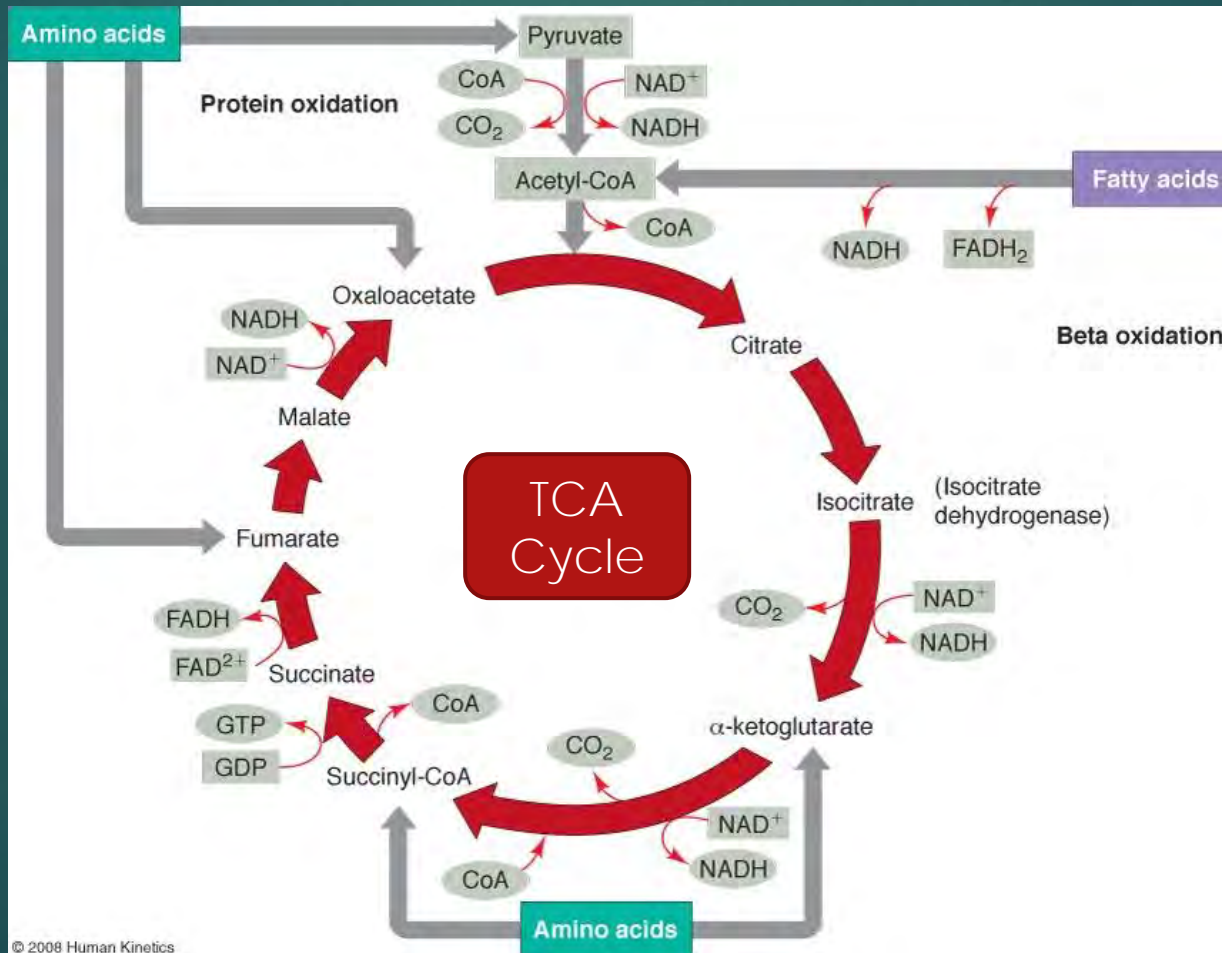 Amino acids
Pyruvate
CoA
NAD⁺
Protein oxidation
CO₂
NADH
Acetyl-CoA
Fatty acids
CoA
NADH
FADH₂
Oxaloacetate
NADH
Citrate
Beta oxidation
NAD⁺
Malate
TCA
Cycle
Isocitrate
(Isocitrate
dehydrogenase)
Fumarate
CO₂
NAD⁺
NADH
FADH
FAD²⁺
Succinate
CoA
GTP
GDP
α-ketoglutarate
CO₂
Succinyl-CoA
NAD⁺
NADH
CoA
Amino acids
© 2008 Human Kinetics